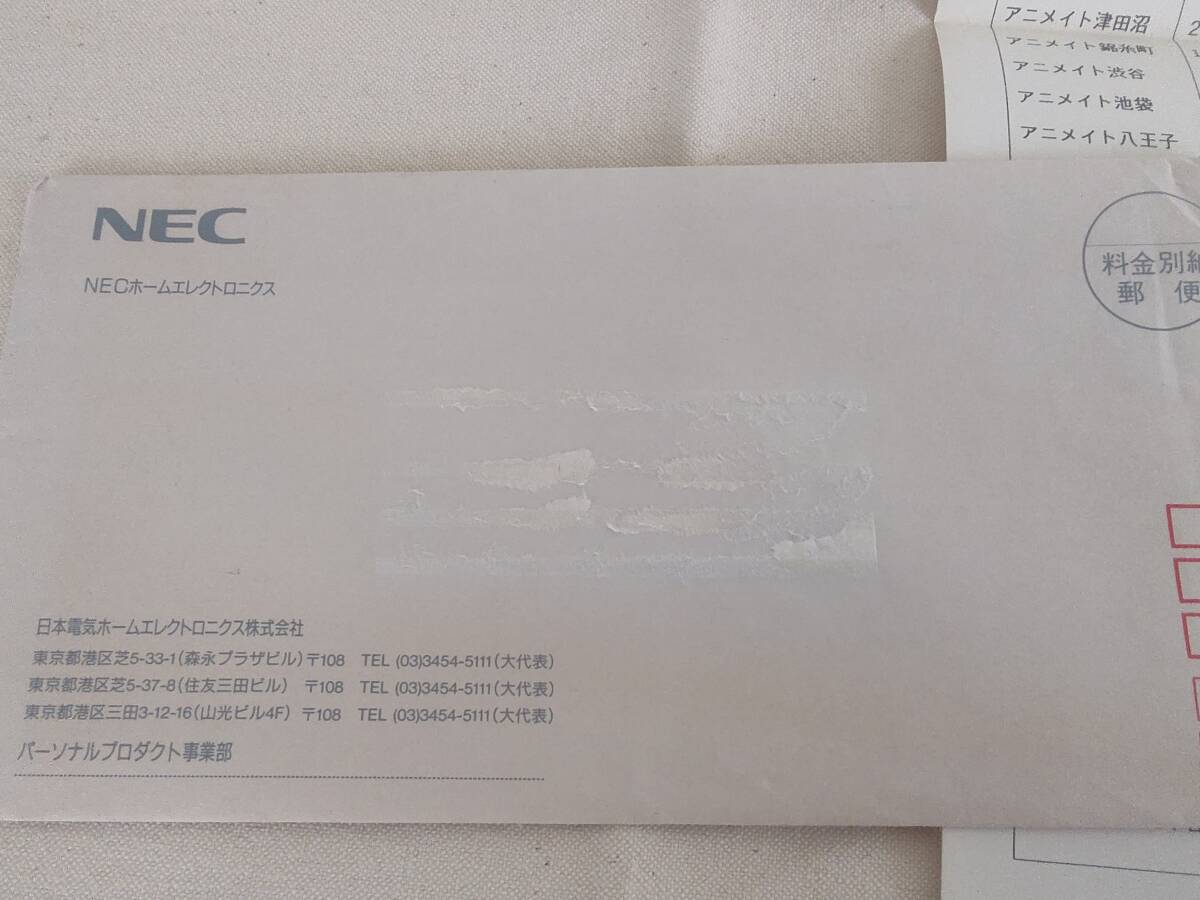 アニメイト津田沼 2
アニメイト錦糸町
アニメイト渋谷
アニメイト池袋
アニメイト八王子
NEC
NECホームエレクトロニクス
料金別納
郵 便
日本電気ホームエレクトロニクス株式会社
東京都港区芝5-33-1(森永プラザビル)〒108 TEL (03)3454-5111(大代表)
東京都港区芝5-37-8(住友三田ビル) 〒108 TEL (03)3454-5111(大代表)
東京都港区三田3-12-16(山光ビル4F) 〒108 TEL (03)3454-5111(大代表)
パーソナルプロダクト事業部